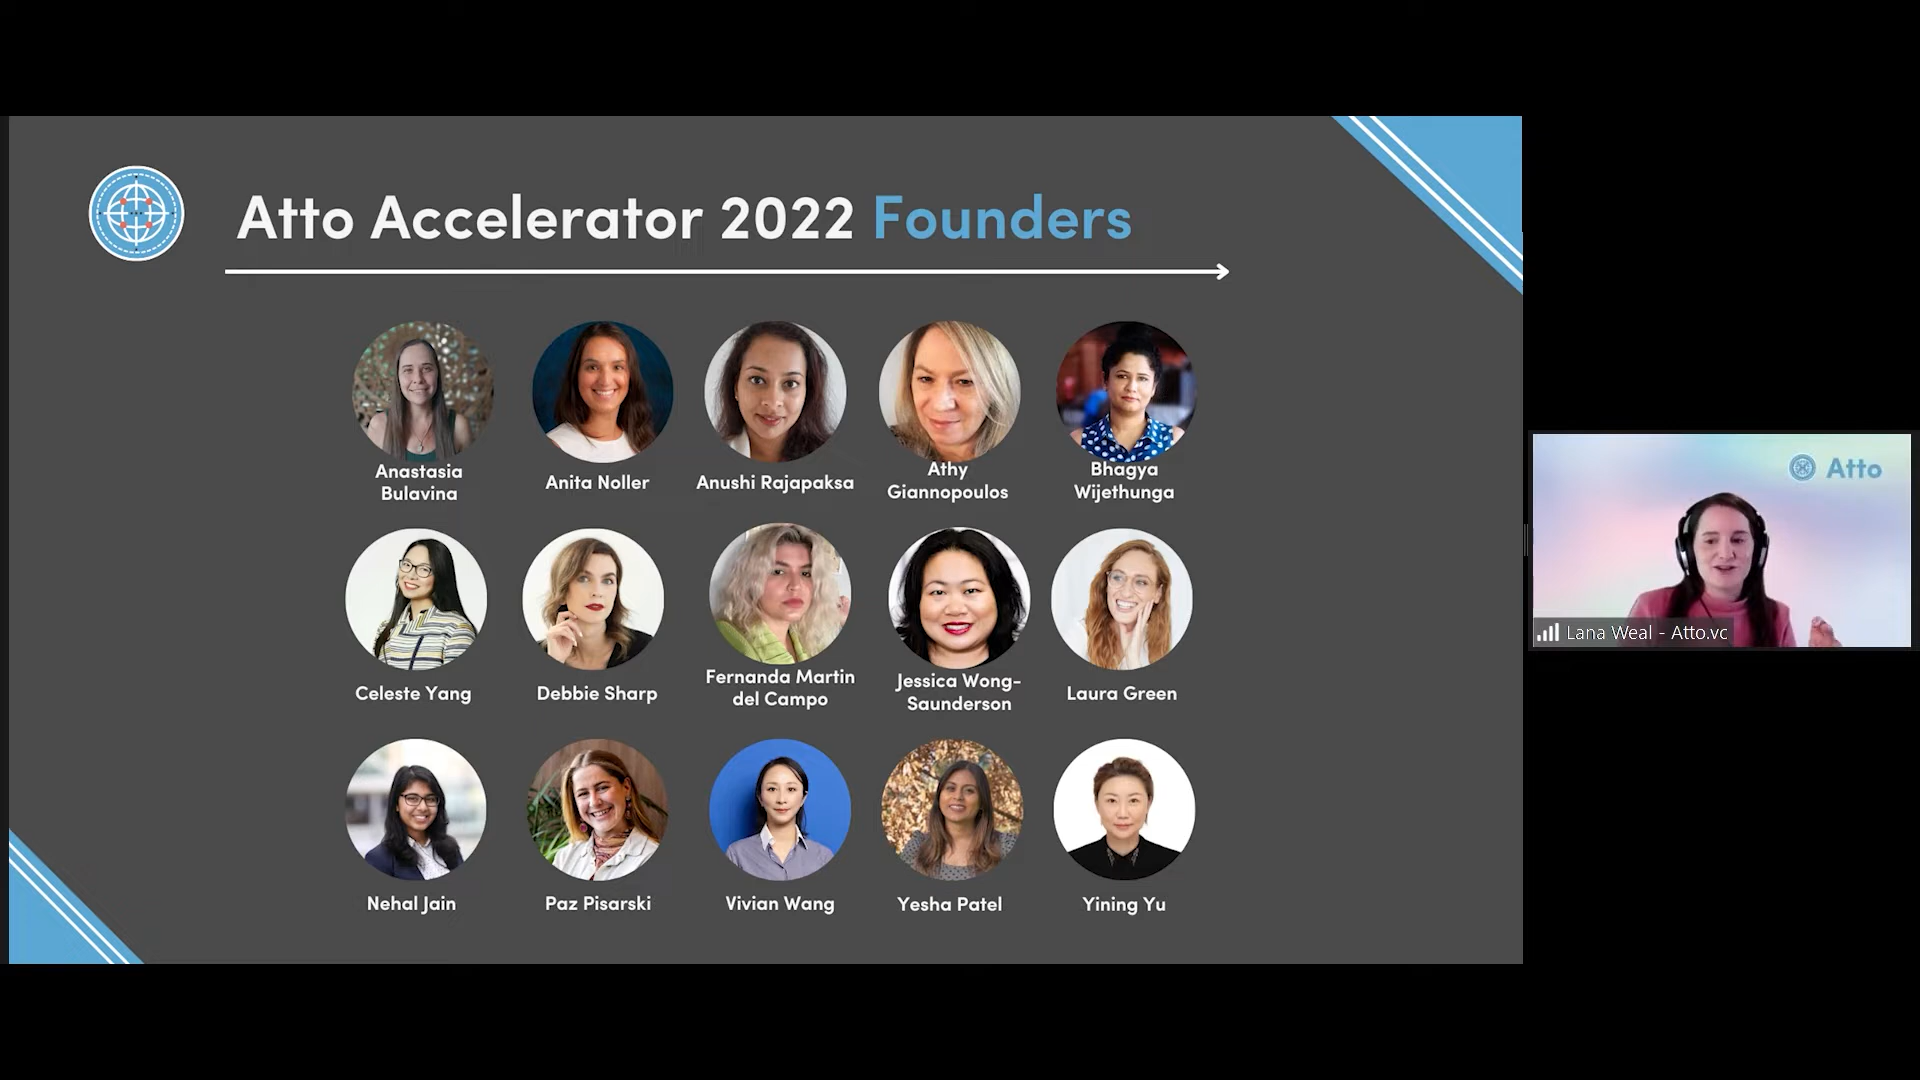 Atto Accelerator 2022 Founders
Anastasia
Bulavina
Anita Noller
Anushi Rajapaksa
Athy
Giannopoulos
Bhagya
Wijethunga
Celeste Yang
Debbie Sharp
Fernanda Martin
del Campo
Jessica Wong-
Saunderson
Laura Green
Nehal Jain
Paz Pisarski
Vivian Wang
Yesha Patel
Yining Yu
Atto
Lana Weal - Atto.vc